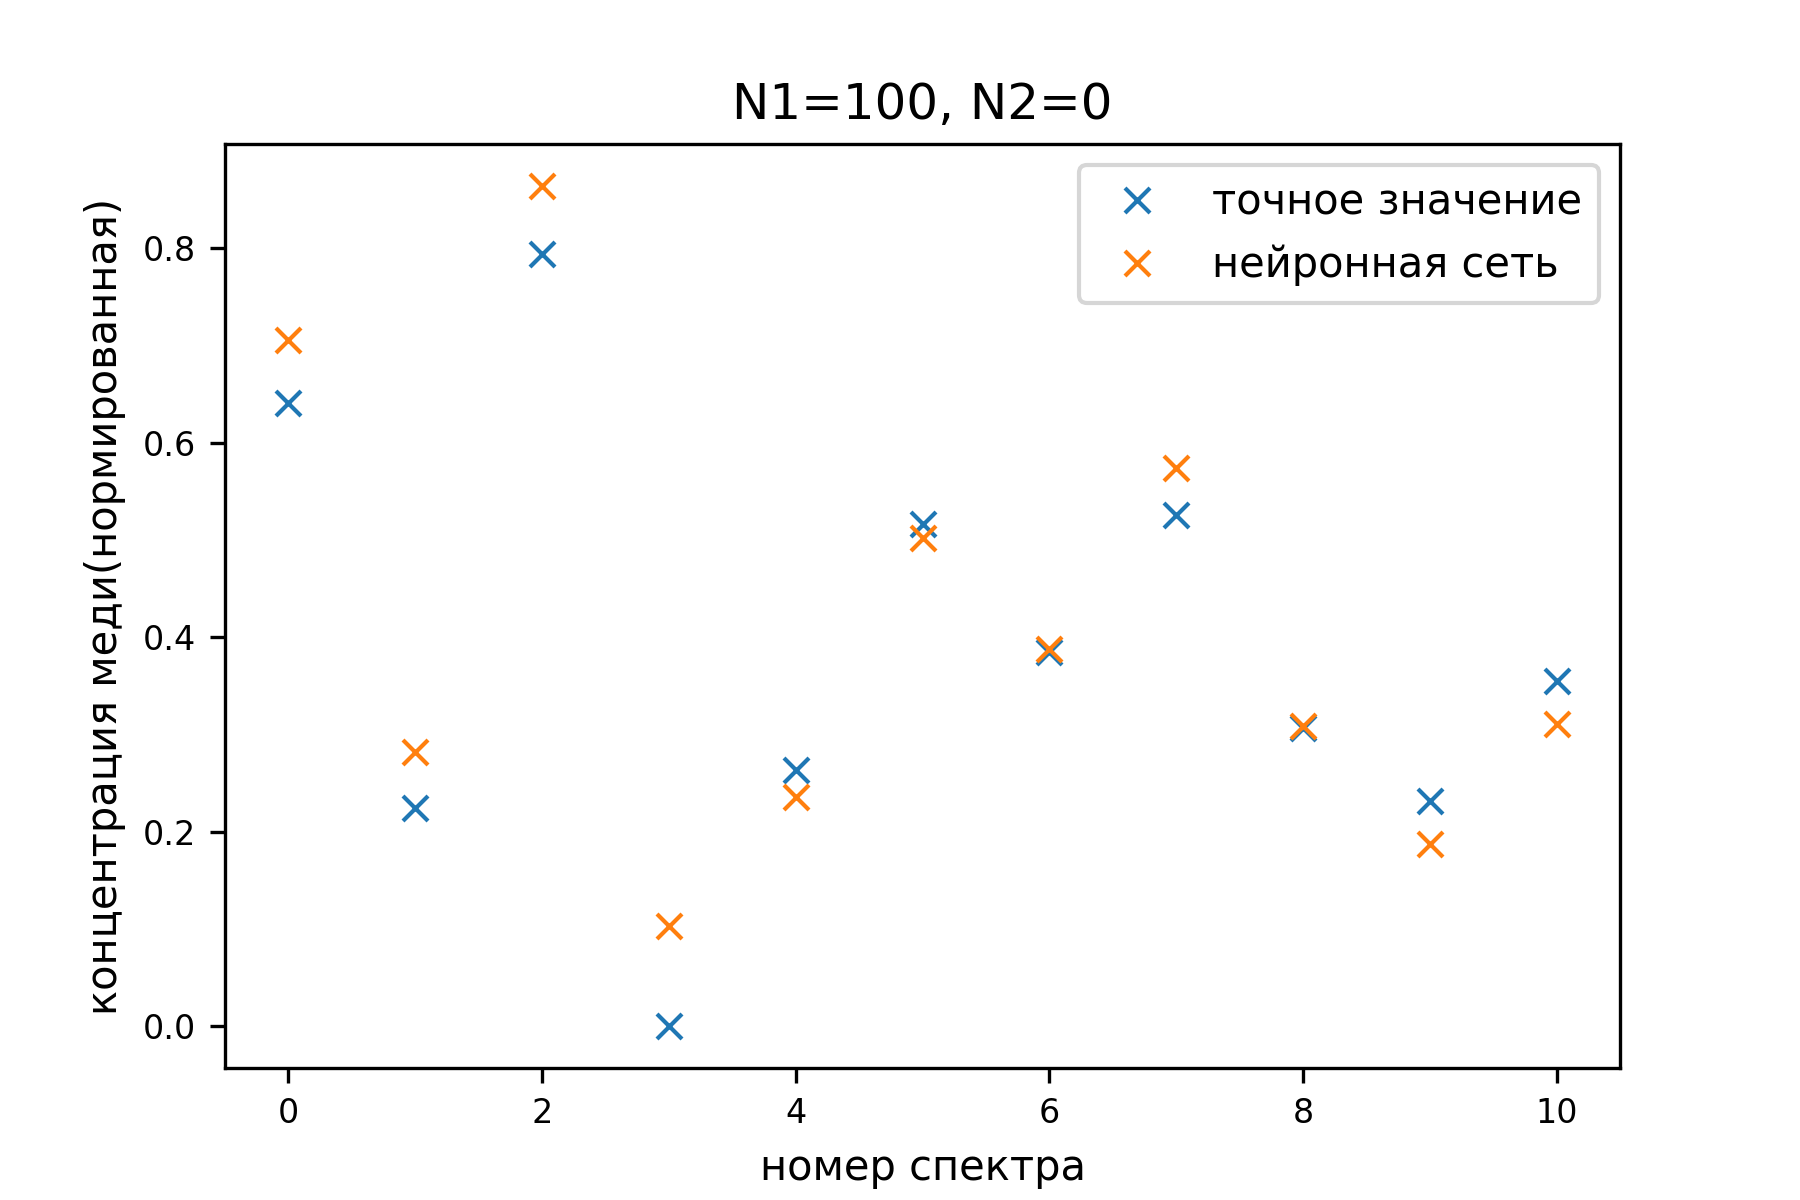 N1=100, N2=0
точное значение
нейронная сеть
концентрация меди(нормированная)
0.8
0.6
0.4
0.2
0.0
0 2 4 6 8 10
номер спектра